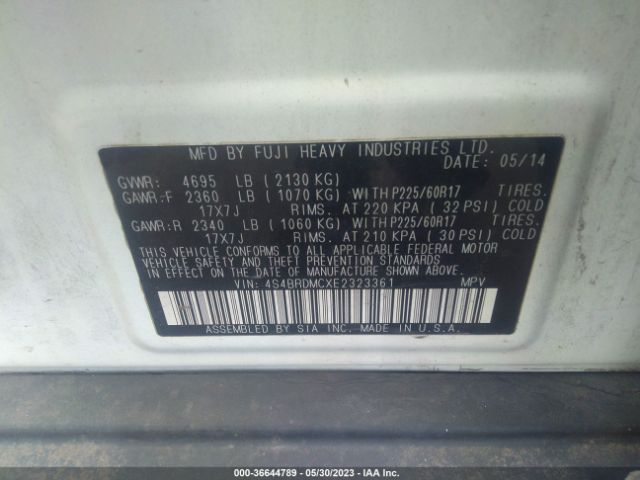 MFD BY FUJI HEAVY INDUSTRIES LTD.
DATE: 05/14
GVWR: 4695 LB ( 2130 KG)
GAWR:F 2360 LB ( 1070 KG) WITH P225/60R17 TIRES.
17X7J RIMS. AT 220 KPA ( 32 PSI) COLD
GAWR:R 2340 LB ( 1060 KG) WITH P225/60R17 TIRES.
17X7J RIMS. AT 210 KPA ( 30 PSI) COLD
THIS VEHICLE CONFORMS TO ALL APPLICABLE FEDERAL MOTOR
VEHICLE SAFETY AND THEFT PREVENTION STANDARDS
IN EFFECT ON THE DATE OF MANUFACTURE SHOWN ABOVE.
VIN: 4S4BRDMCXE2323361 MPV
ASSEMBLED BY SIA INC. MADE IN U.S.A.
000-36644789 - 05/30/2023 - IAA Inc.